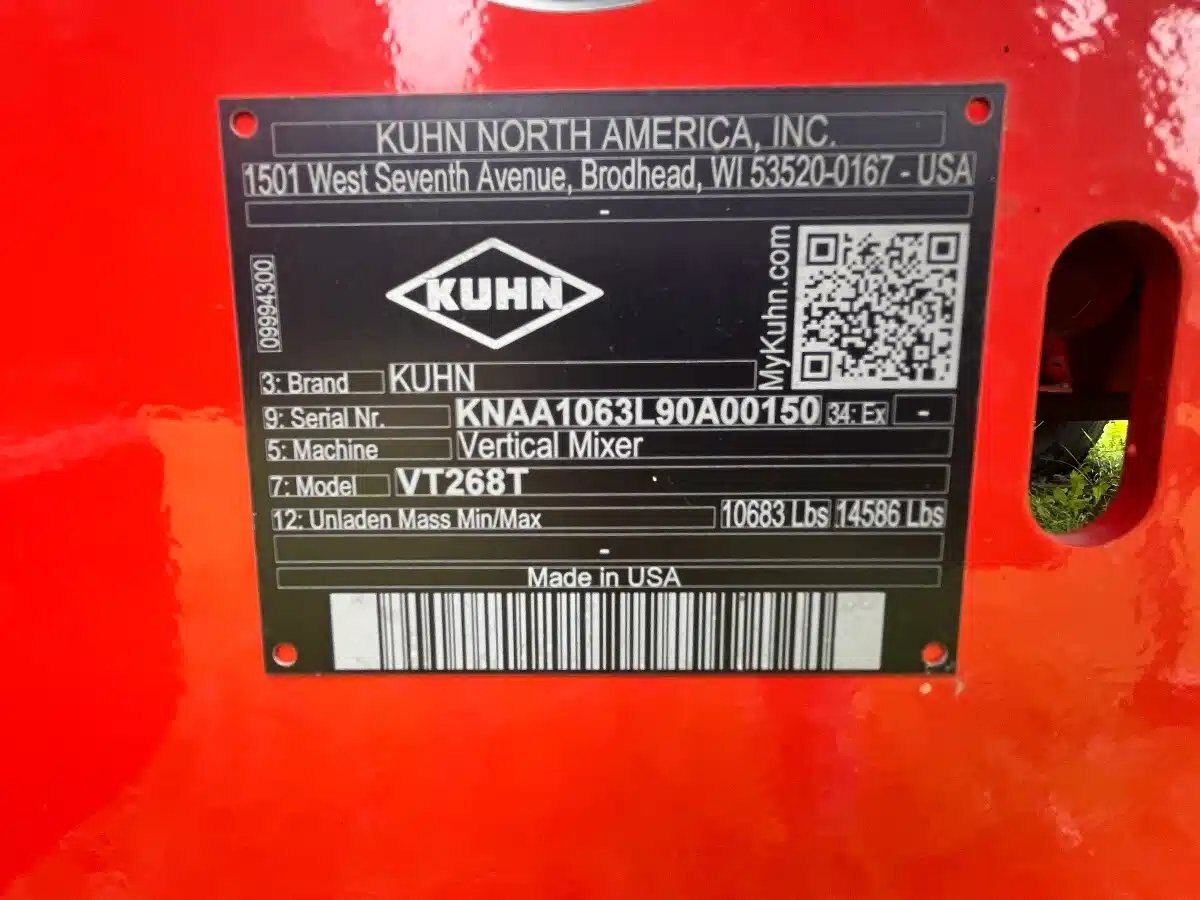 KUHN NORTH AMERICA, INC.
1501 West Seventh Avenue, Brodhead, WI 53520-0167 - USA
-
09994300
KUHN
MyKuhn.com
3: Brand KUHN
9: Serial Nr. KNAA1063L90A00150 34: Ex -
5: Machine Vertical Mixer
7: Model VT268T
12: Unladen Mass Min/Max 10683 Lbs 14586 Lbs
-
Made in USA